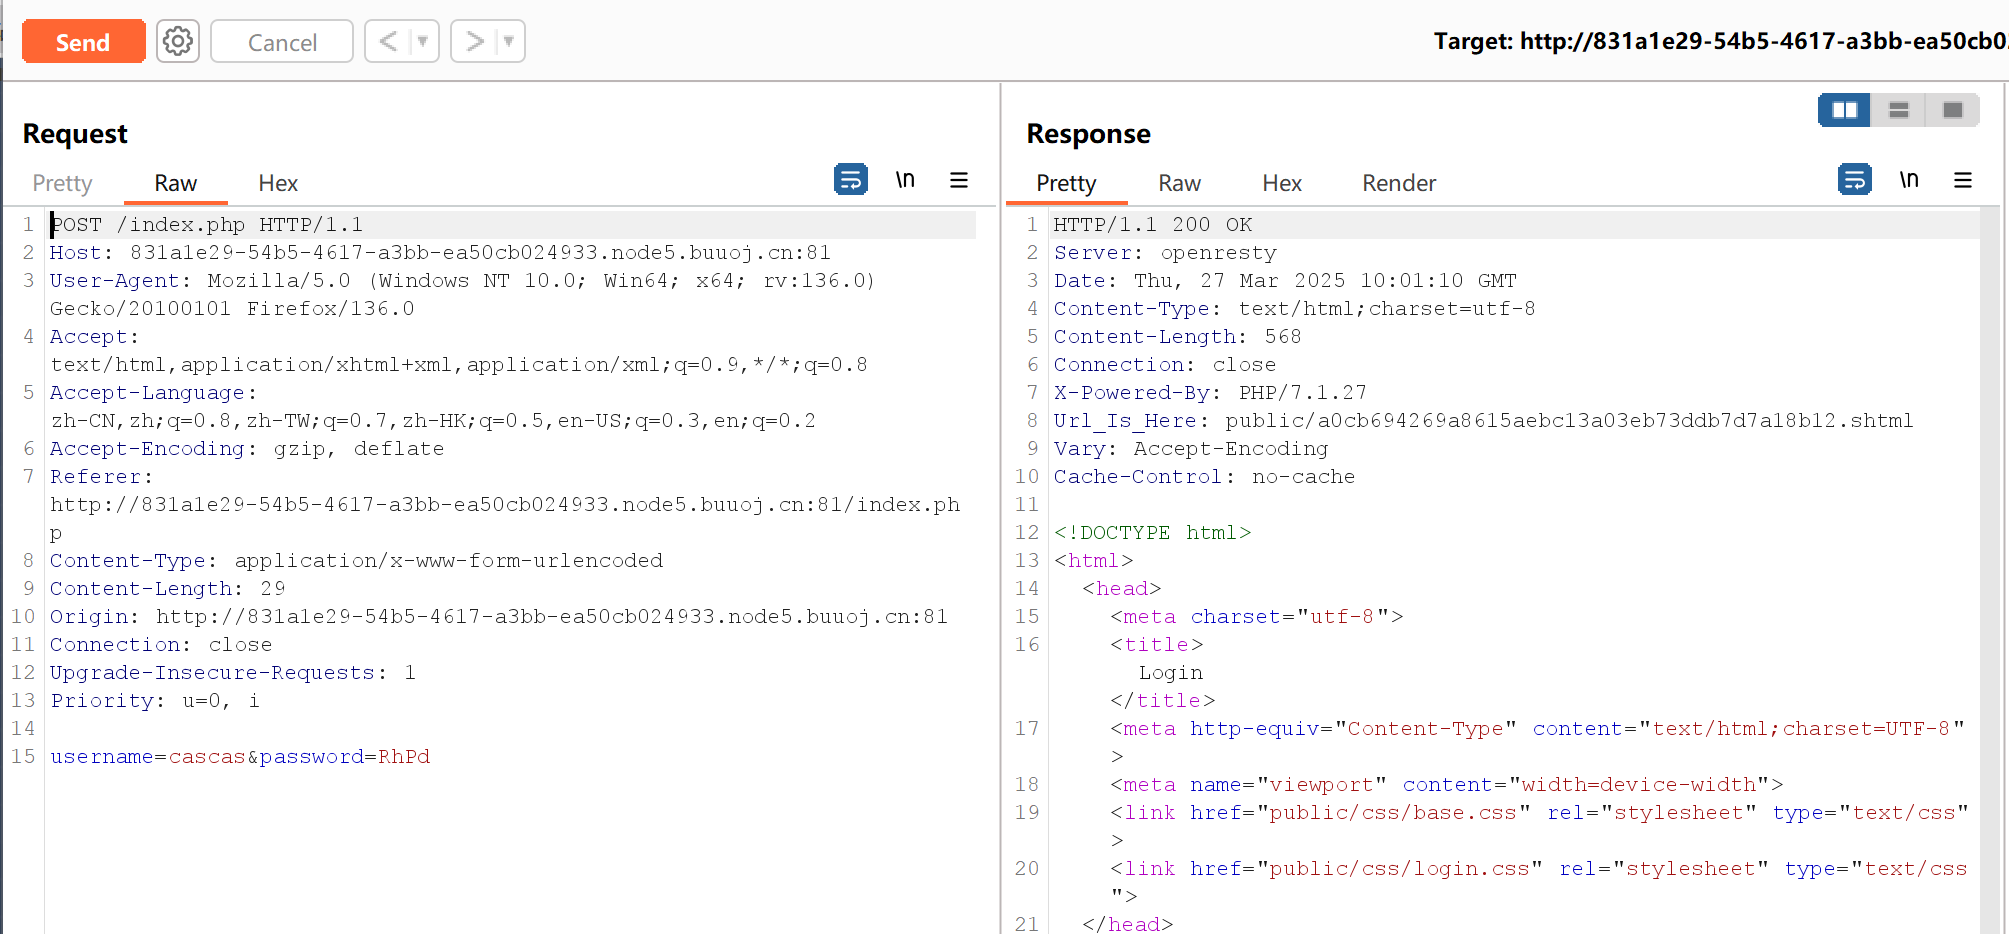 Send
Cancel
< ▼
> ▼
Target: http://831a1e29-54b5-4617-a3bb-ea50cb0
Request
Pretty Raw Hex
\n
1 POST /index.php HTTP/1.1
2 Host: 831a1e29-54b5-4617-a3bb-ea50cb024933.node5.buuoj.cn:81
3 User-Agent: Mozilla/5.0 (Windows NT 10.0; Win64; x64; rv:136.0)
Gecko/20100101 Firefox/136.0
4 Accept:
text/html,application/xhtml+xml,application/xml;q=0.9,*/*;q=0.8
5 Accept-Language:
zh-CN,zh;q=0.8,zh-TW;q=0.7,zh-HK;q=0.5,en-US;q=0.3,en;q=0.2
6 Accept-Encoding: gzip, deflate
7 Referer:
http://831a1e29-54b5-4617-a3bb-ea50cb024933.node5.buuoj.cn:81/index.ph
p
8 Content-Type: application/x-www-form-urlencoded
9 Content-Length: 29
10 Origin: http://831a1e29-54b5-4617-a3bb-ea50cb024933.node5.buuoj.cn:81
11 Connection: close
12 Upgrade-Insecure-Requests: 1
13 Priority: u=0, i
14
15 username=cascas&password=RhPd
Response
Pretty Raw Hex Render
\n
1 HTTP/1.1 200 OK
2 Server: openresty
3 Date: Thu, 27 Mar 2025 10:01:10 GMT
4 Content-Type: text/html;charset=utf-8
5 Content-Length: 568
6 Connection: close
7 X-Powered-By: PHP/7.1.27
8 Url_Is_Here: public/a0cb694269a8615aebc13a03eb73ddb7d7a18b12.shtml
9 Vary: Accept-Encoding
10 Cache-Control: no-cache
11
12 <!DOCTYPE html>
13 <html>
14 <head>
15 <meta charset="utf-8">
16 <title>
Login
</title>
17 <meta http-equiv="Content-Type" content="text/html;charset=UTF-8"
>
18 <meta name="viewport" content="width=device-width">
19 <link href="public/css/base.css" rel="stylesheet" type="text/css"
>
20 <link href="public/css/login.css" rel="stylesheet" type="text/css
">
21 </head>